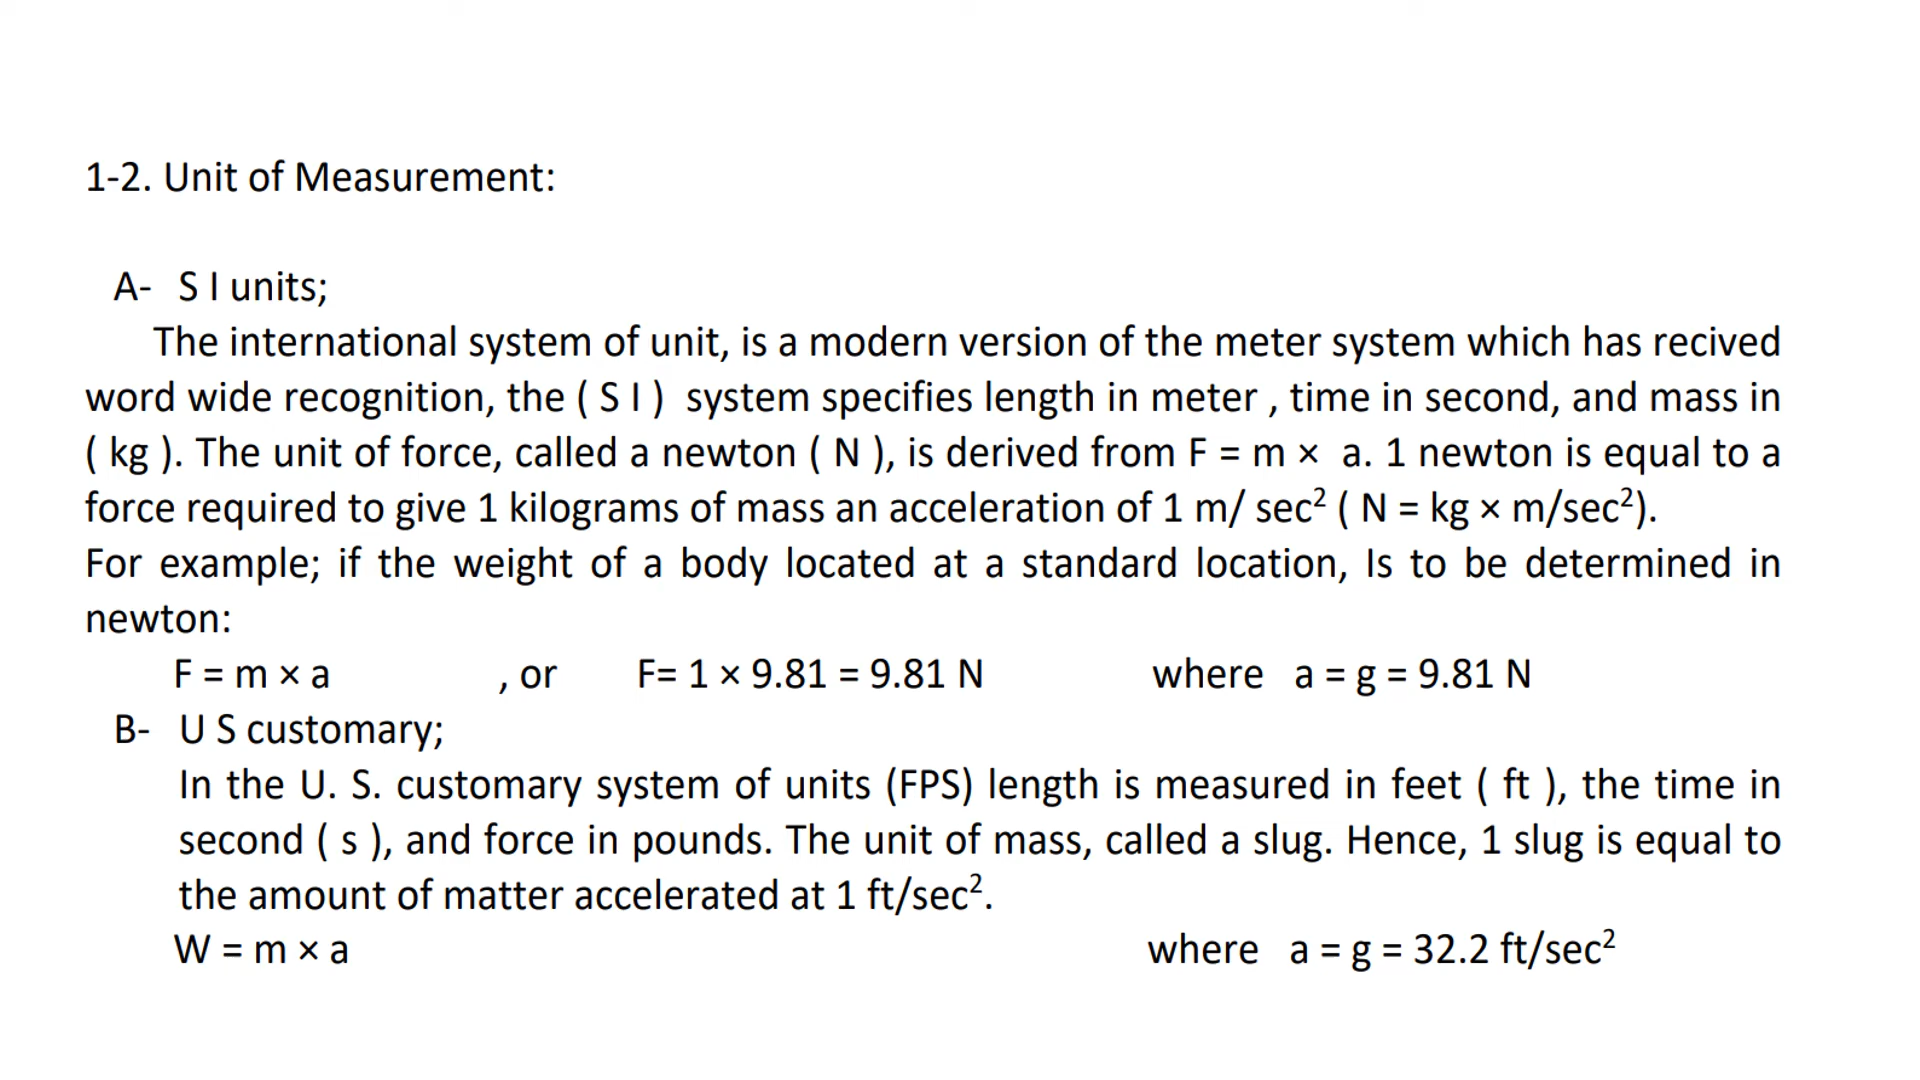 1-2. Unit of Measurement:
A- S I units;
The international system of unit, is a modern version of the meter system which has recived
word wide recognition, the ( S I ) system specifies length in meter , time in second, and mass in
( kg ). The unit of force, called a newton ( N ), is derived from F = m × a. 1 newton is equal to a
force required to give 1 kilograms of mass an acceleration of 1 m/ sec² ( N = kg × m/sec²).
For example; if the weight of a body located at a standard location, Is to be determined in
newton:
F = m × a , or F= 1 × 9.81 = 9.81 N where a = g = 9.81 N
B- U S customary;
In the U. S. customary system of units (FPS) length is measured in feet ( ft ), the time in
second ( s ), and force in pounds. The unit of mass, called a slug. Hence, 1 slug is equal to
the amount of matter accelerated at 1 ft/sec².
W = m × a where a = g = 32.2 ft/sec²